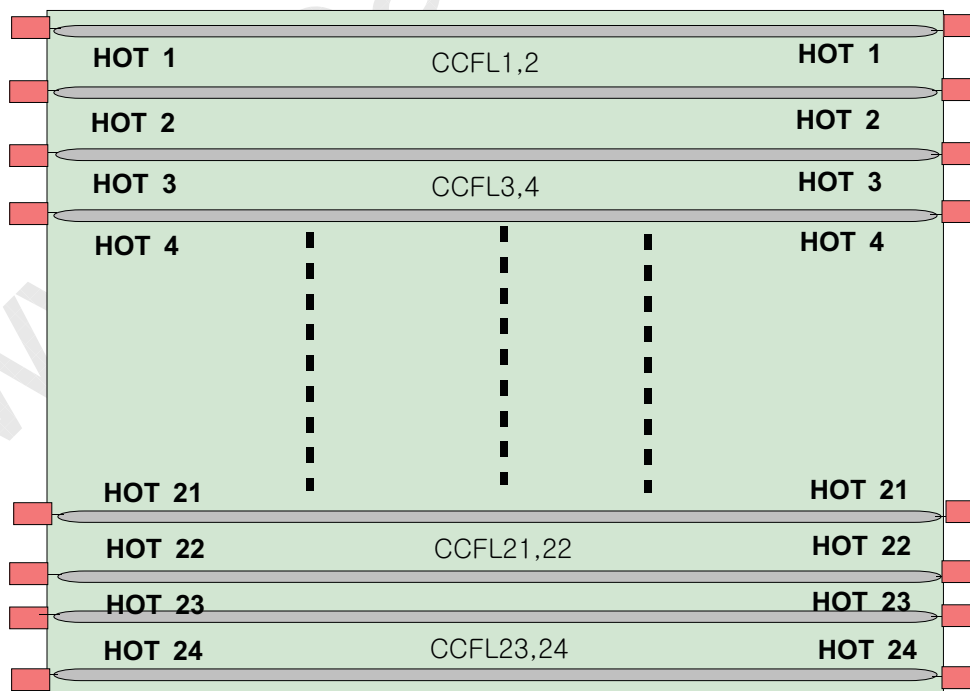 HOT 1 CCFL1,2 HOT 1
HOT 2 HOT 2
HOT 3 CCFL3,4 HOT 3
HOT 4 HOT 4
HOT 21 HOT 21
HOT 22 CCFL21,22 HOT 22
HOT 23 HOT 23
HOT 24 CCFL23,24 HOT 24